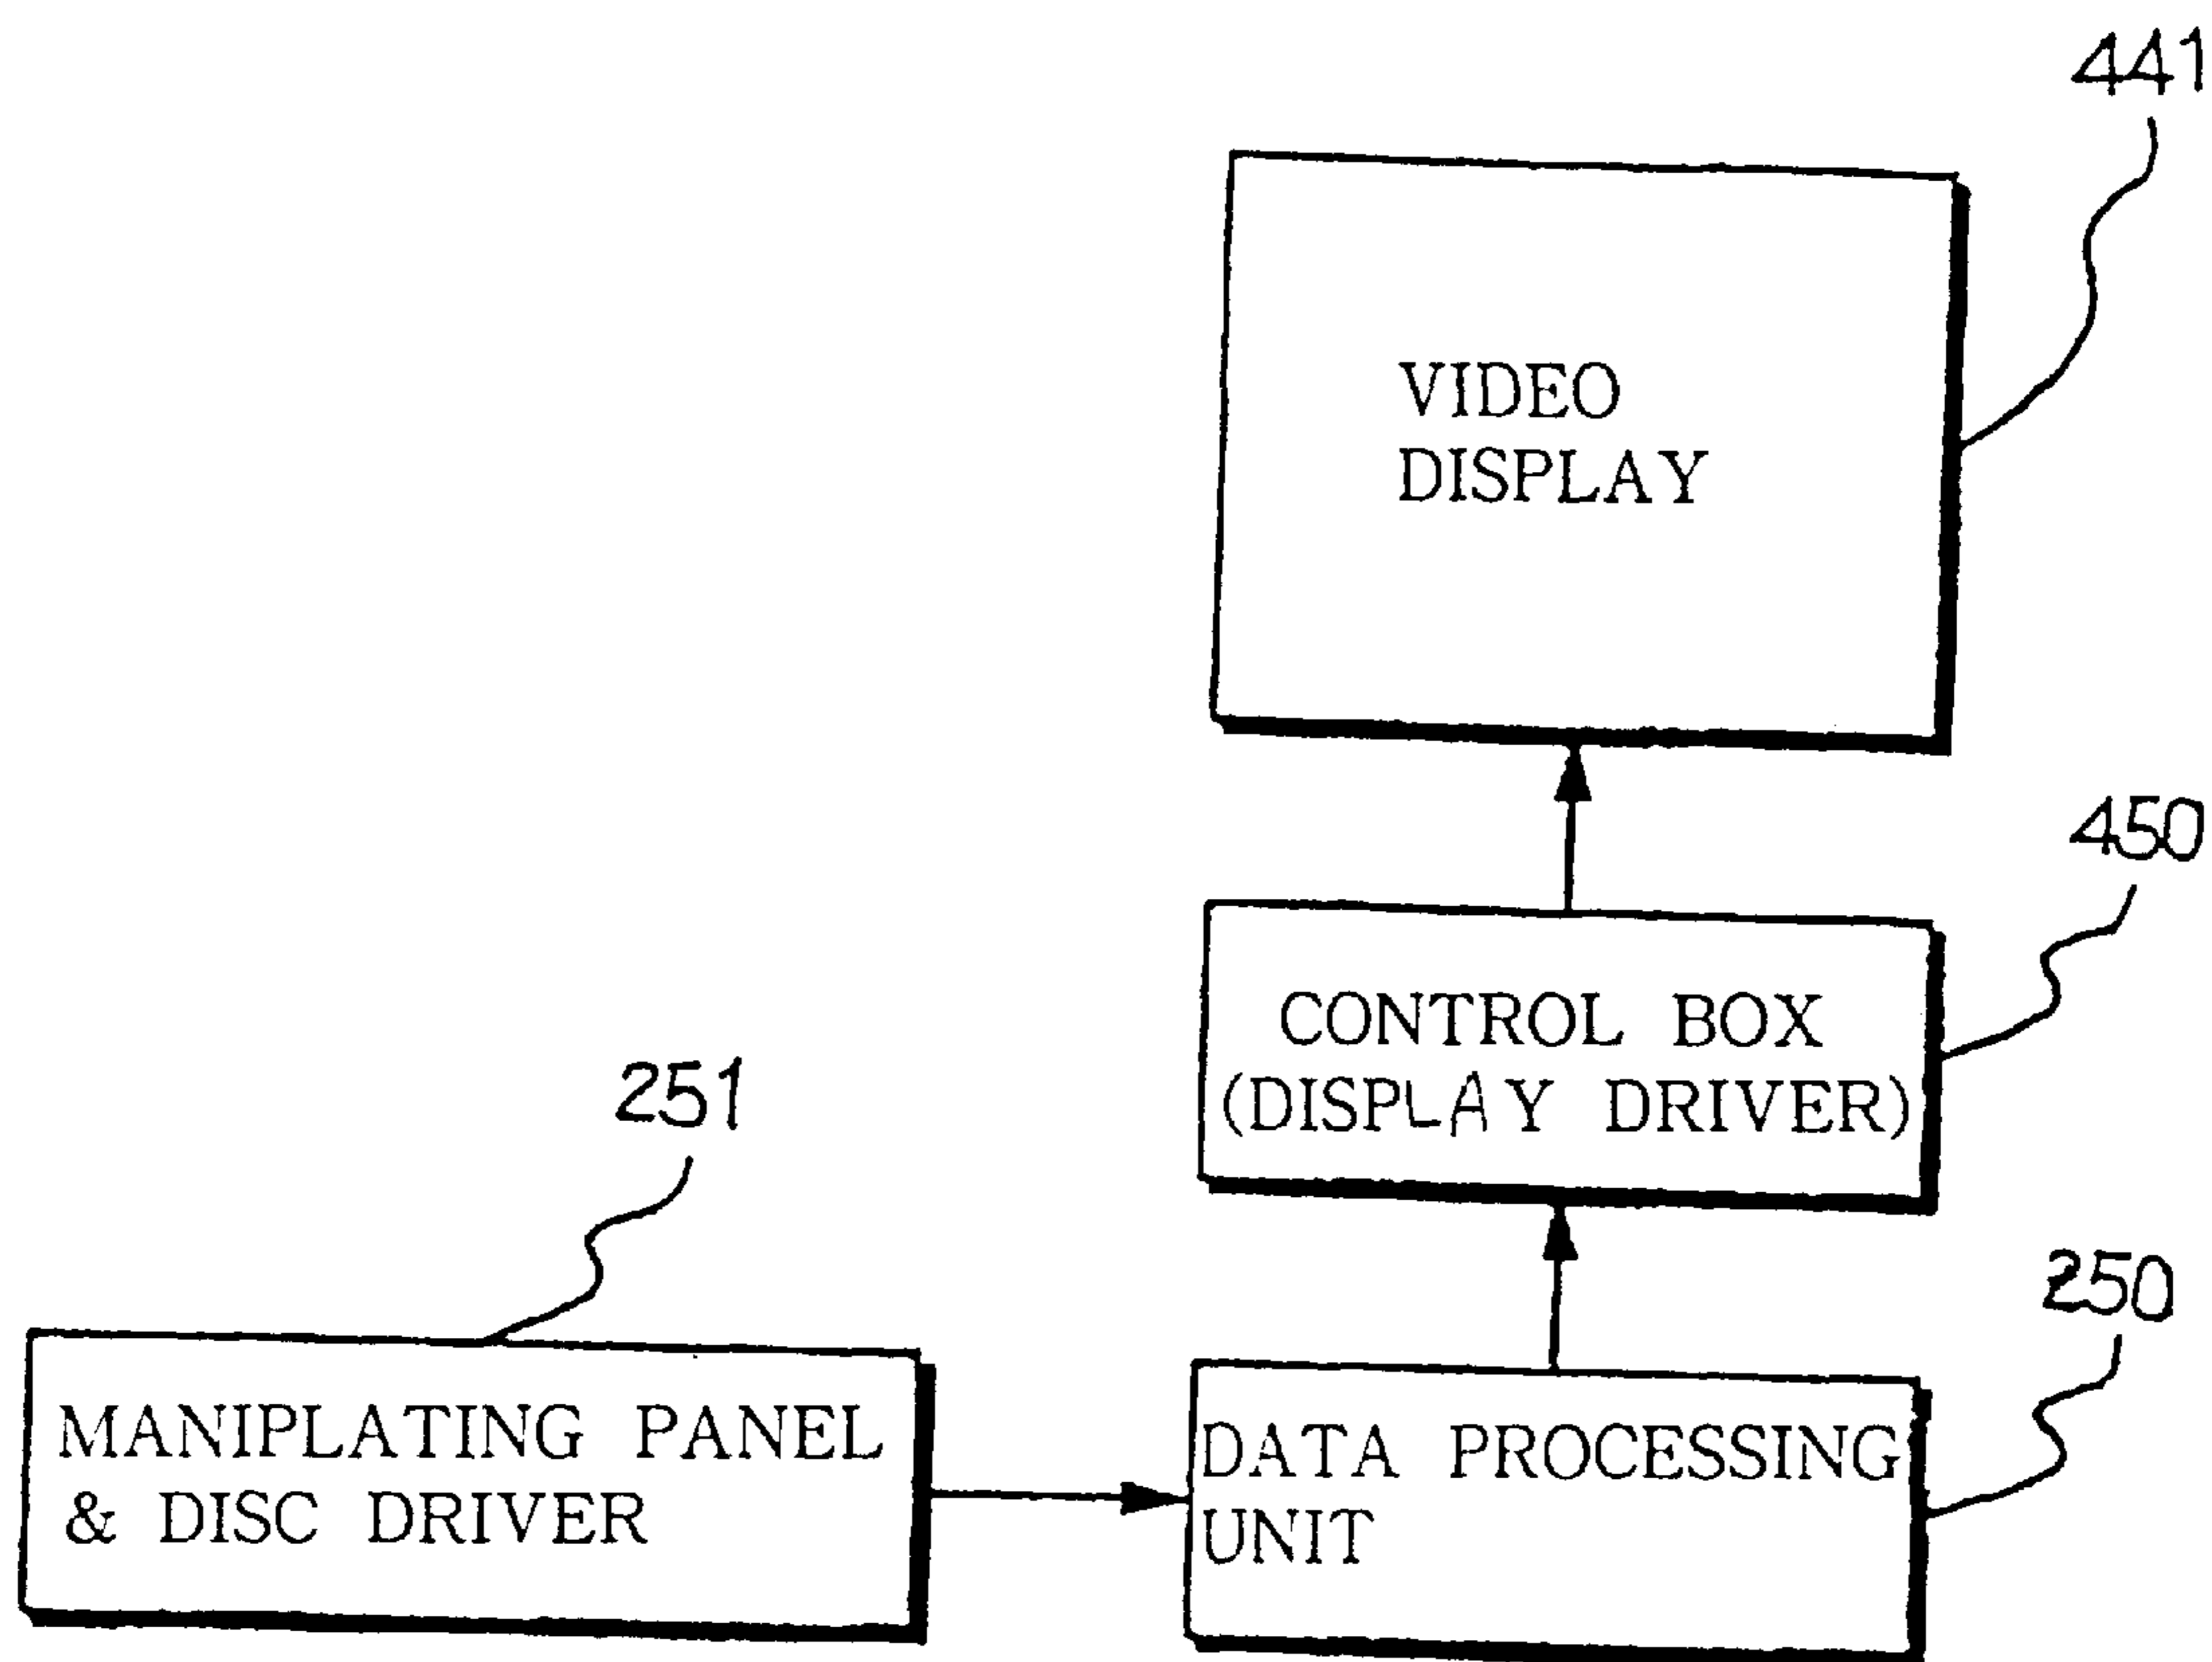 441
VIDEO
DISPLAY
450
CONTROL BOX
(DISPLAY DRIVER)
251
250
MANIPLATING PANEL
& DISC DRIVER
DATA PROCESSING
UNIT